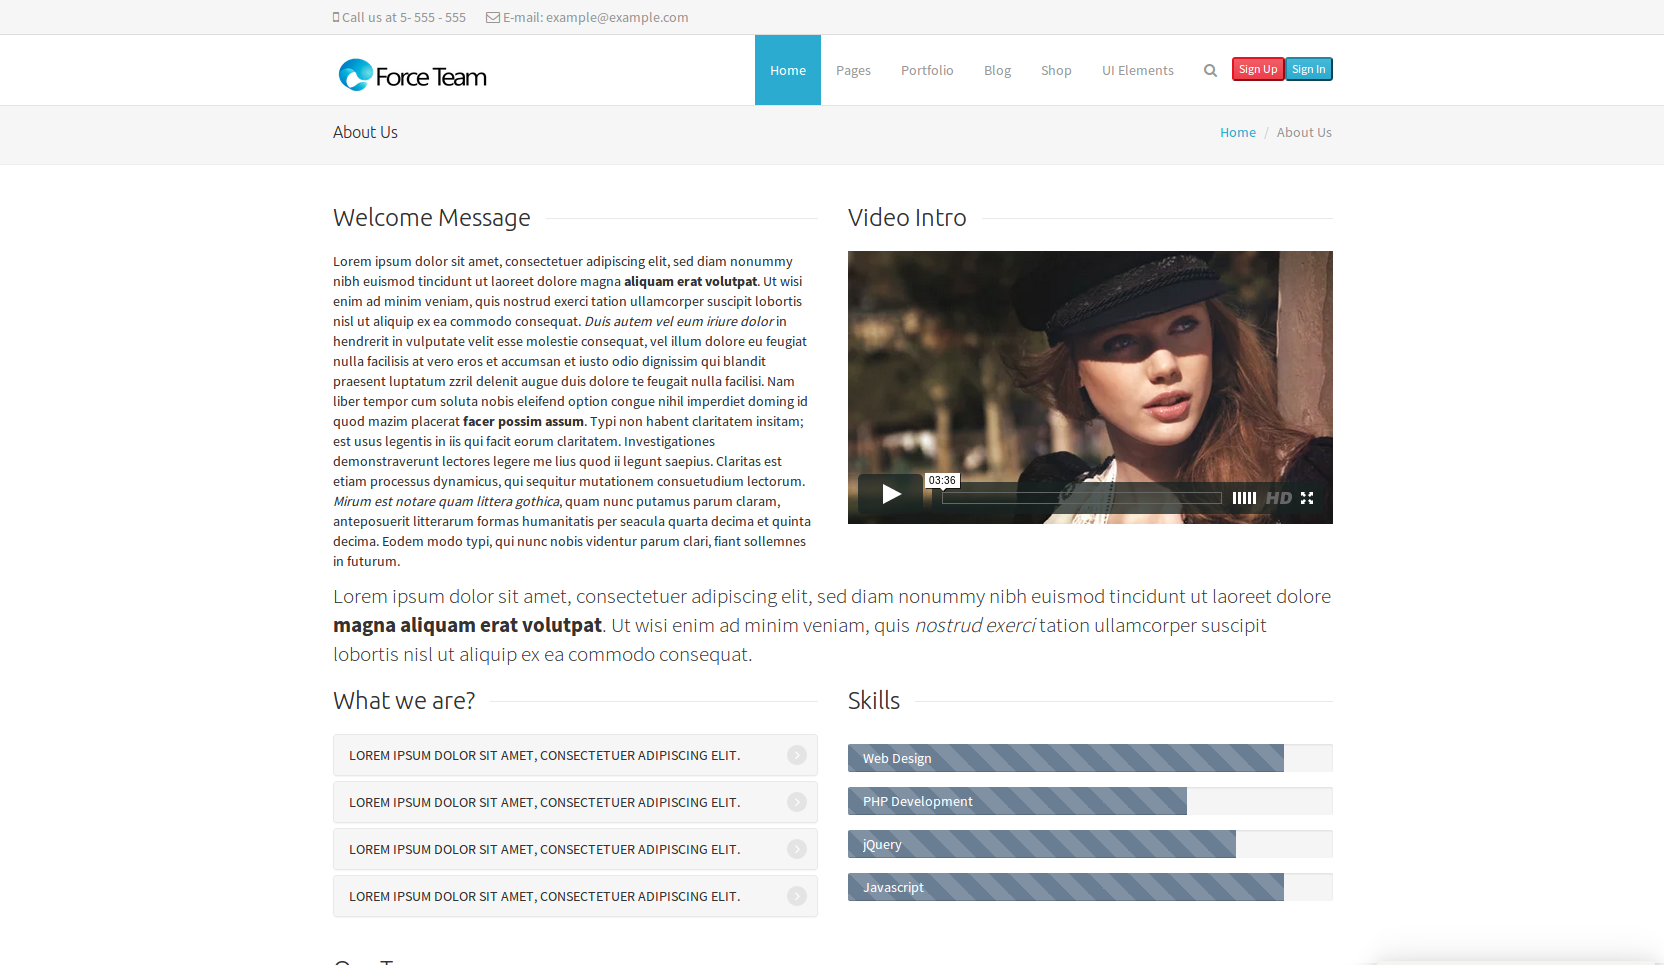 Call us at 5- 555 - 555 E-mail: example@example.com
Force Team
Home Pages Portfolio Blog Shop UI Elements Sign Up Sign In
About Us
Home / About Us
Welcome Message
Lorem ipsum dolor sit amet, consectetuer adipiscing elit, sed diam nonummy
nibh euismod tincidunt ut laoreet dolore magna aliquam erat volutpat. Ut wisi
enim ad minim veniam, quis nostrud exerci tation ullamcorper suscipit lobortis
nisl ut aliquip ex ea commodo consequat. Duis autem vel eum iriure dolor in
hendrerit in vulputate velit esse molestie consequat, vel illum dolore eu feugiat
nulla facilisis at vero eros et accumsan et iusto odio dignissim qui blandit
praesent luptatum zzril delenit augue duis dolore te feugait nulla facilisi. Nam
liber tempor cum soluta nobis eleifend option congue nihil imperdiet doming id
quod mazim placerat facer possim assum. Typi non habent claritatem insitam;
est usus legentis in iis qui facit eorum claritatem. Investigationes
demonstraverunt lectores legere me lius quod ii legunt saepius. Claritas est
etiam processus dynamicus, qui sequitur mutationem consuetudium lectorum.
Mirum est notare quam littera gothica, quam nunc putamus parum claram,
anteposuerit litterarum formas humanitatis per seacula quarta decima et quinta
decima. Eodem modo typi, qui nunc nobis videntur parum clari, fiant sollemnes
in futurum.
Video Intro
03:36
HD
Lorem ipsum dolor sit amet, consectetuer adipiscing elit, sed diam nonummy nibh euismod tincidunt ut laoreet dolore
magna aliquam erat volutpat. Ut wisi enim ad minim veniam, quis nostrud exerci tation ullamcorper suscipit
lobortis nisl ut aliquip ex ea commodo consequat.
What we are?
LOREM IPSUM DOLOR SIT AMET, CONSECTETUER ADIPISCING ELIT.
LOREM IPSUM DOLOR SIT AMET, CONSECTETUER ADIPISCING ELIT.
LOREM IPSUM DOLOR SIT AMET, CONSECTETUER ADIPISCING ELIT.
LOREM IPSUM DOLOR SIT AMET, CONSECTETUER ADIPISCING ELIT.
Skills
Web Design
PHP Development
jQuery
Javascript